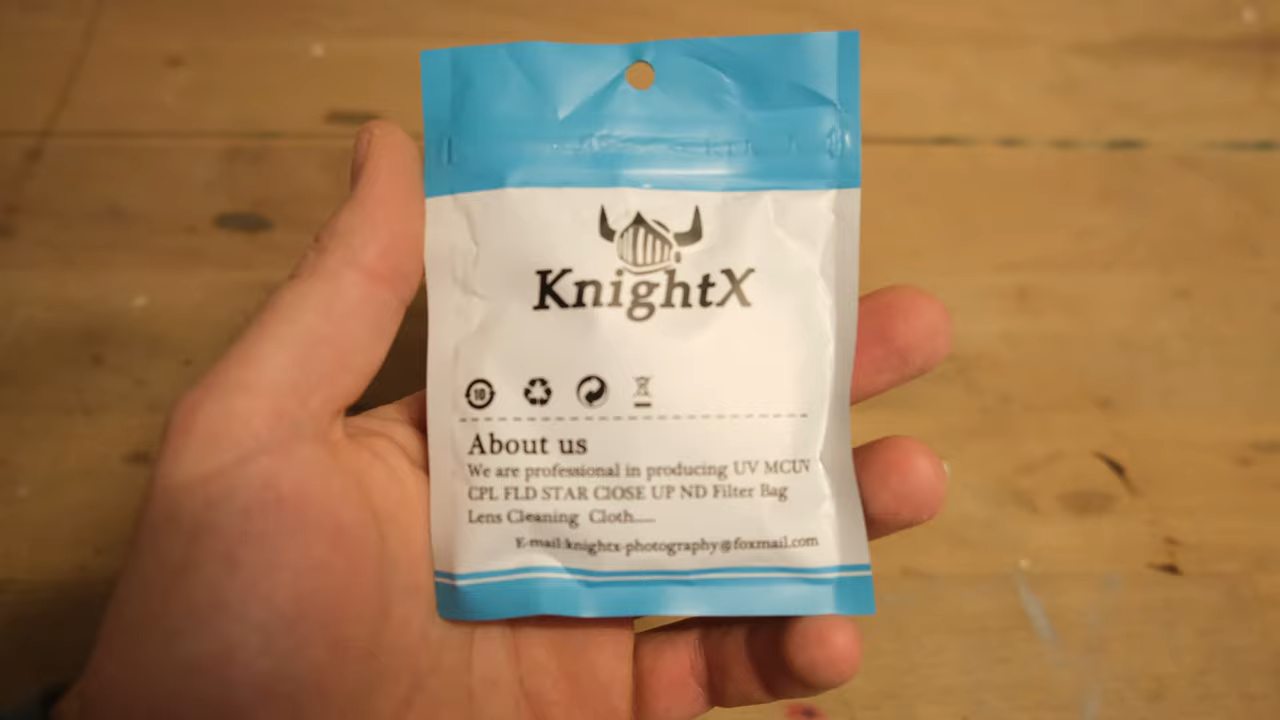 KnightX
10
About us
We are professional in producing UV MCUV
CPL FLD STAR ClOSE UP ND Filter Bag
Lens Cleaning Cloth.....
E-mail:knightx-photography@foxmail.com